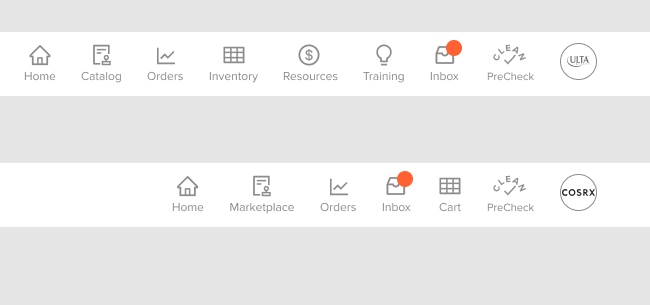 CLEAN
ULTA
Home Catalog Orders Inventory Resources Training Inbox PreCheck
CLEAN
COSRX
Home Marketplace Orders Inbox Cart PreCheck